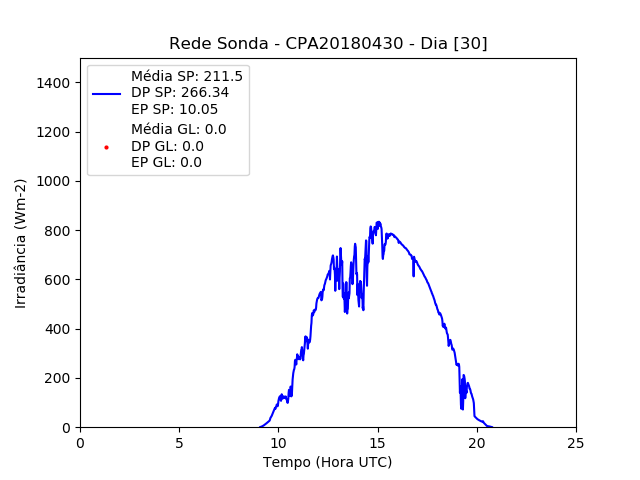 Rede Sonda - CPA20180430 - Dia [30]
Média SP: 211.5
DP SP: 266.34
EP SP: 10.05
Média GL: 0.0
DP GL: 0.0
EP GL: 0.0
Irradiância (Wm-2)
1400
1200
1000
800
600
400
200
0
0 5 10 15 20 25
Tempo (Hora UTC)